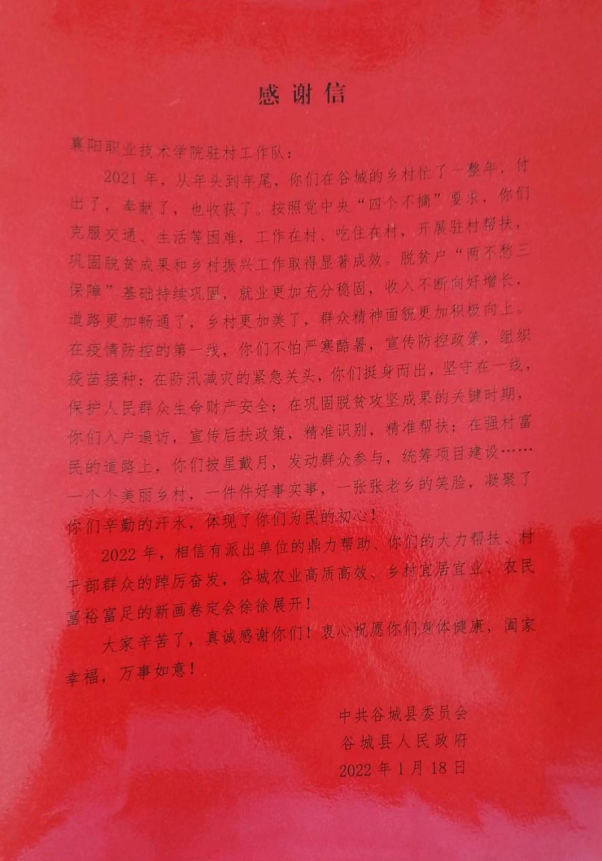 感谢信
襄阳职业技术学院驻村工作队：
2021年，从年头到年尾，你们在谷城的乡村忙了一整年，付
出了，奉献了，也收获了。按照党中央“四个不摘”要求，你们
克服交通、生活等困难，工作在村、吃住在村，开展驻村帮扶，
巩固脱贫成果和乡村振兴工作取得显著成效。脱贫户“两不愁三
保障”基础持续巩固，就业更加充分稳固，收入不断向好增长，
道路更加畅通了，乡村更加美了，群众精神面貌更加积极向上。
在疫情防控的第一线，你们不怕严寒酷暑，宣传防控政策，组织
疫苗接种；在防汛减灾的紧急关头，你们挺身而出，坚守在一线，
保护人民群众生命财产安全；在巩固脱贫攻坚成果的关键时期，
你们入户遍访，宣传后扶政策，精准识别，精准帮扶；在强村富
民的道路上，你们披星戴月，发动群众参与，统筹项目建设……
一个个美丽乡村，一件件好事实事，一张张老乡的笑脸，凝聚了
你们辛勤的汗水，体现了你们为民的初心！
2022年，相信有派出单位的鼎力帮助、你们的大力帮扶、村
干部群众的踔厉奋发，谷城农业高质高效、乡村宜居宜业、农民
富裕富足的新画卷定会徐徐展开！
大家辛苦了，真诚感谢你们！衷心祝愿你们身体健康，阖家
幸福，万事如意！
中共谷城县委员会
谷城县人民政府
2022年1月18日